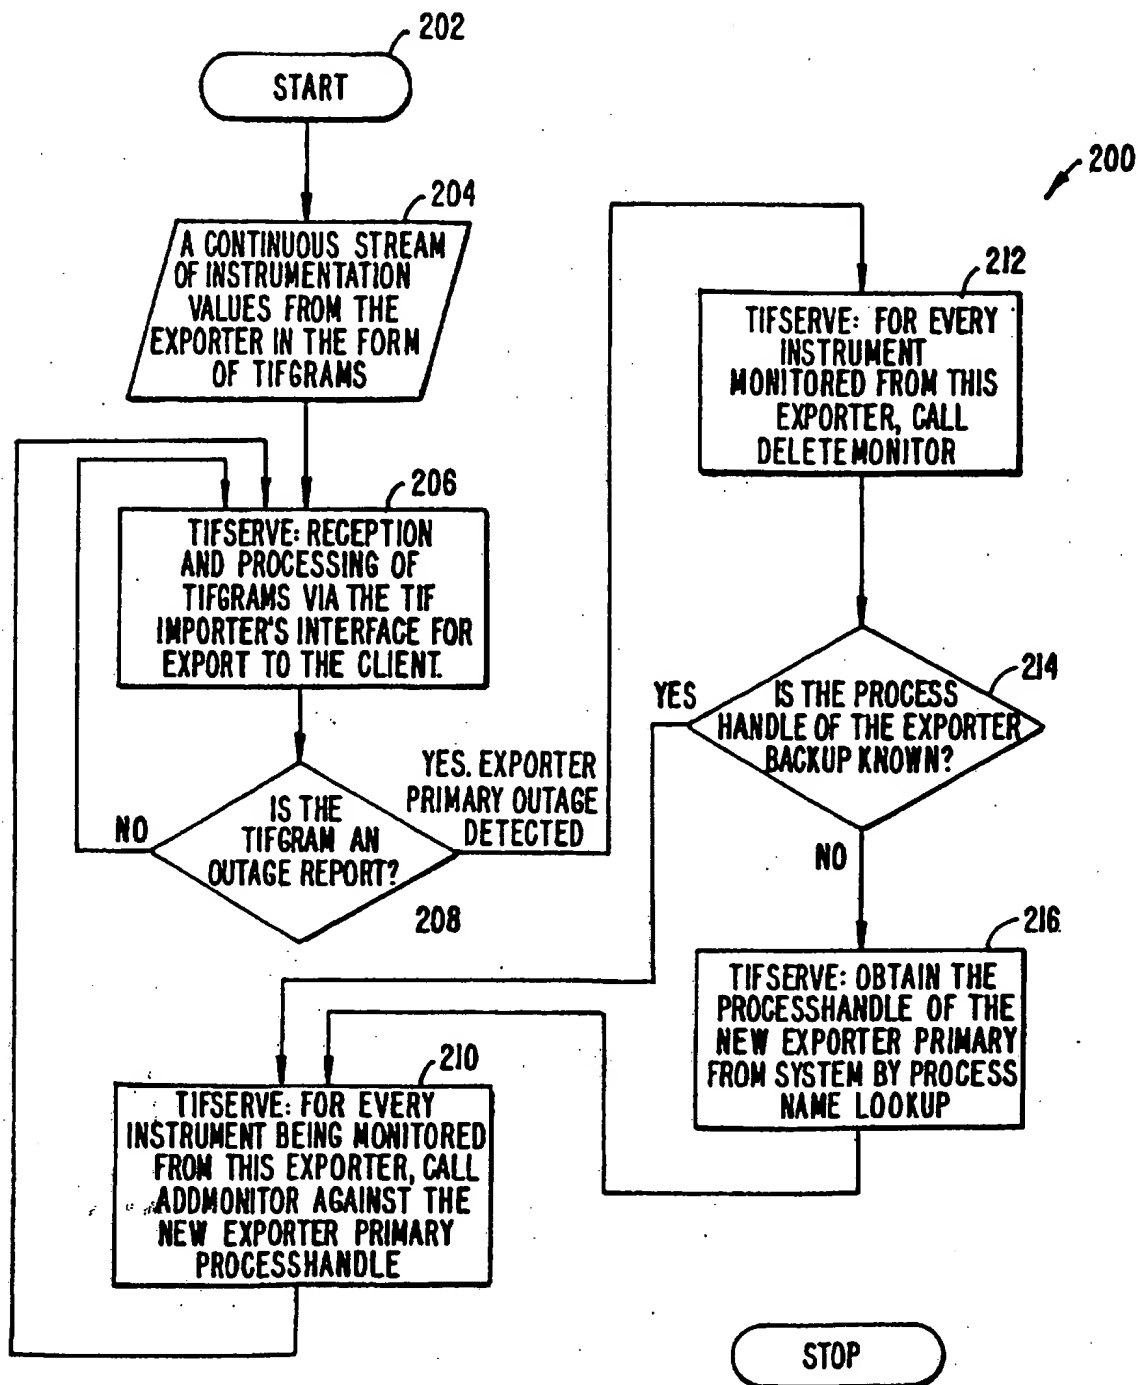 202
START
200
204
A CONTINUOUS STREAM
OF INSTRUMENTATION
VALUES FROM THE
EXPORTER IN THE FORM
OF TIFGRAMS
206
TIFSERVE: RECEPTION
AND PROCESSING OF
TIFGRAMS VIA THE TIF
IMPORTER'S INTERFACE FOR
EXPORT TO THE CLIENT.
NO
IS THE
TIFGRAM AN
OUTAGE REPORT?
208
YES. EXPORTER
PRIMARY OUTAGE
DETECTED
212
TIFSERVE: FOR EVERY
INSTRUMENT
MONITORED FROM THIS
EXPORTER, CALL
DELETEMONITOR
214
YES
IS THE PROCESS
HANDLE OF THE EXPORTER
BACKUP KNOWN?
NO
216
TIFSERVE: OBTAIN THE
PROCESSHANDLE OF THE
NEW EXPORTER PRIMARY
FROM SYSTEM BY PROCESS
NAME LOOKUP
210
TIFSERVE: FOR EVERY
INSTRUMENT BEING MONITORED
FROM THIS EXPORTER, CALL
ADDMONITOR AGAINST THE
NEW EXPORTER PRIMARY
PROCESSHANDLE
STOP